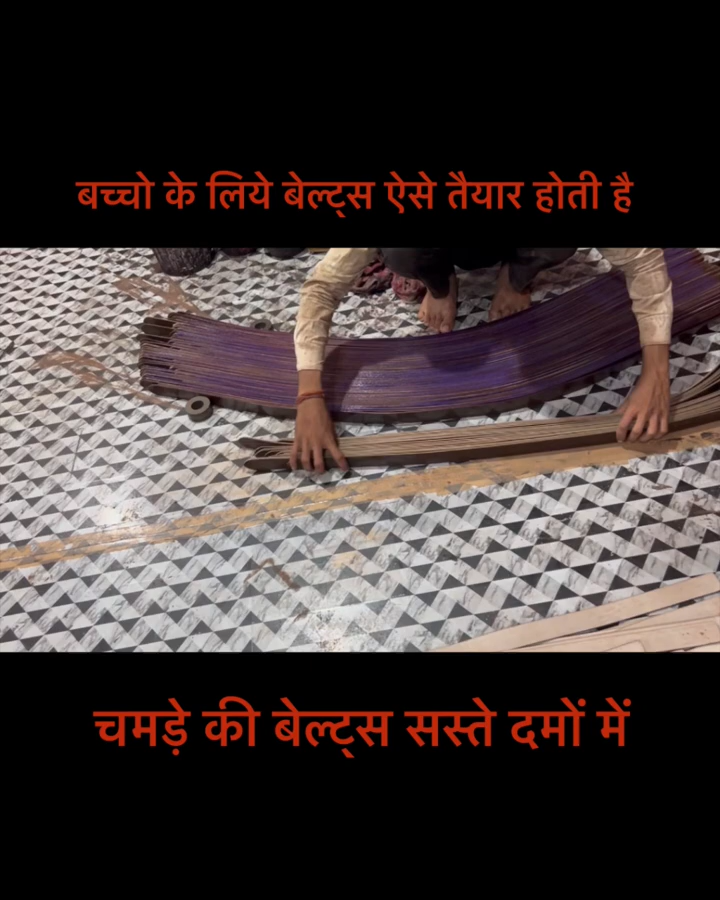 बच्चो के लिये बेल्ट्स ऐसे तैयार होती है
चमड़े की बेल्ट्स सस्ते दमों में